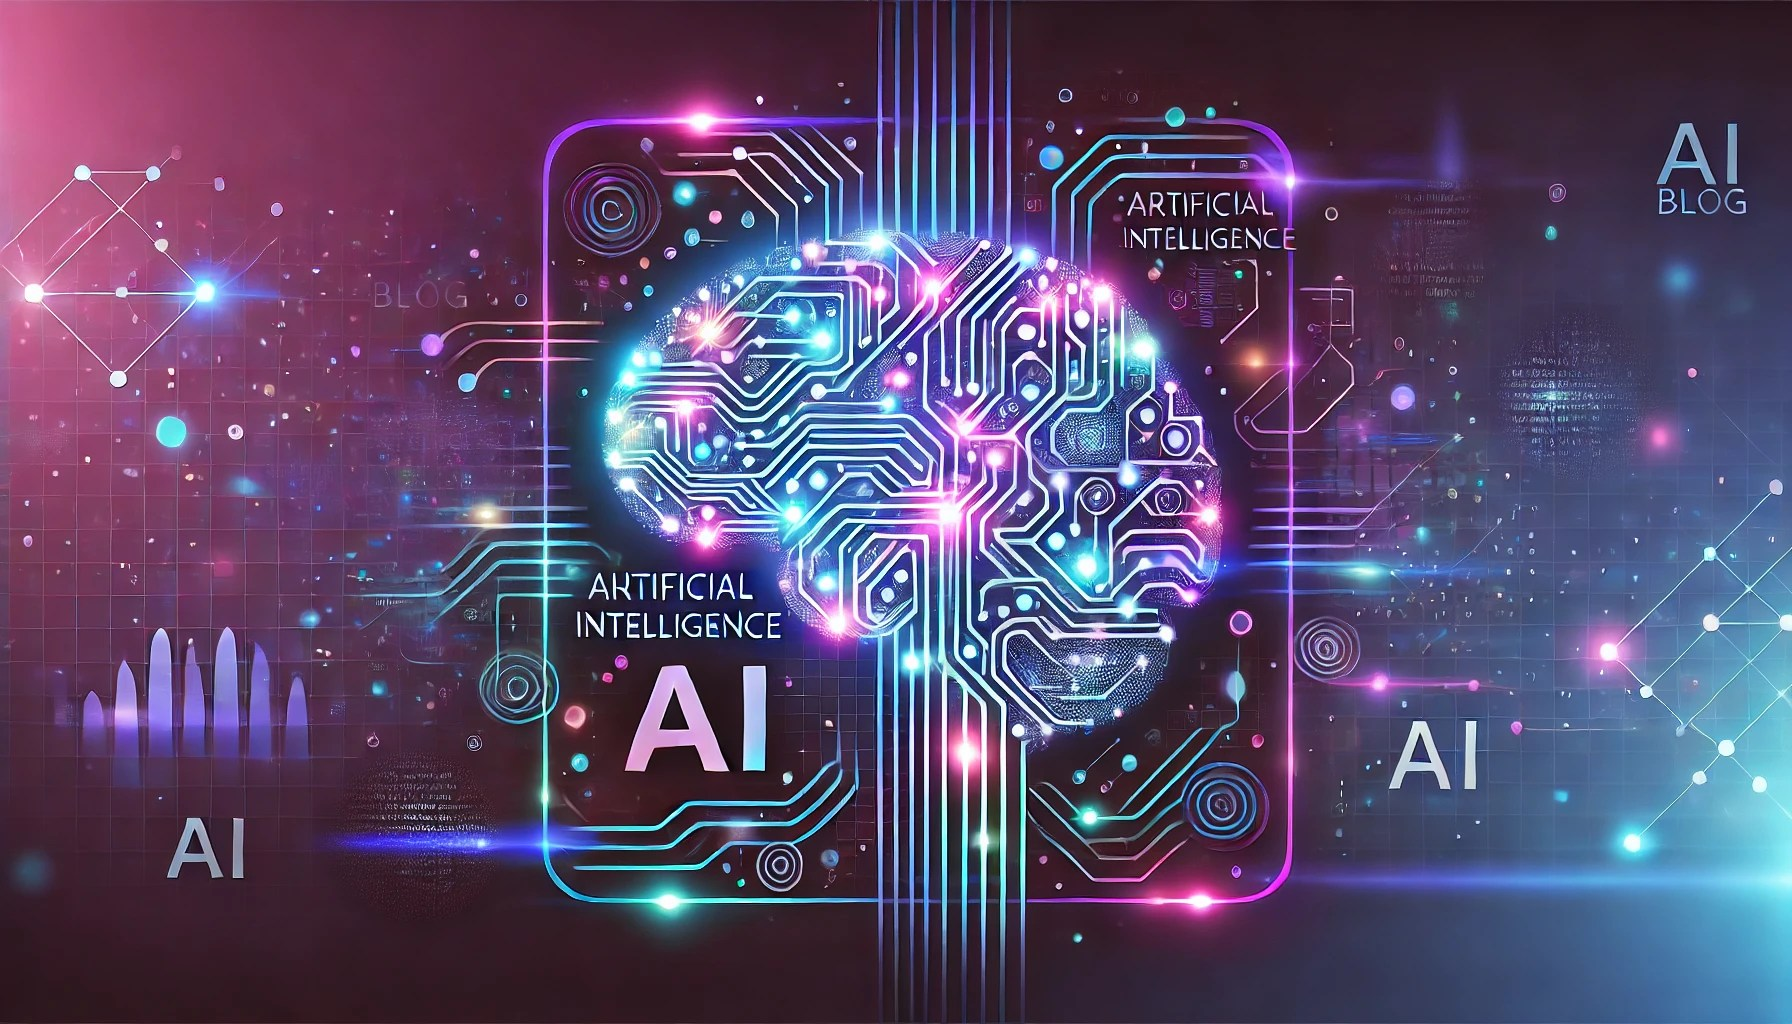 AI
BLOG
ARTIFICIAL
INTELLIGENCE
BLOG
AKTIFICIAL
INTELLIGENCE
AI
AI
AI